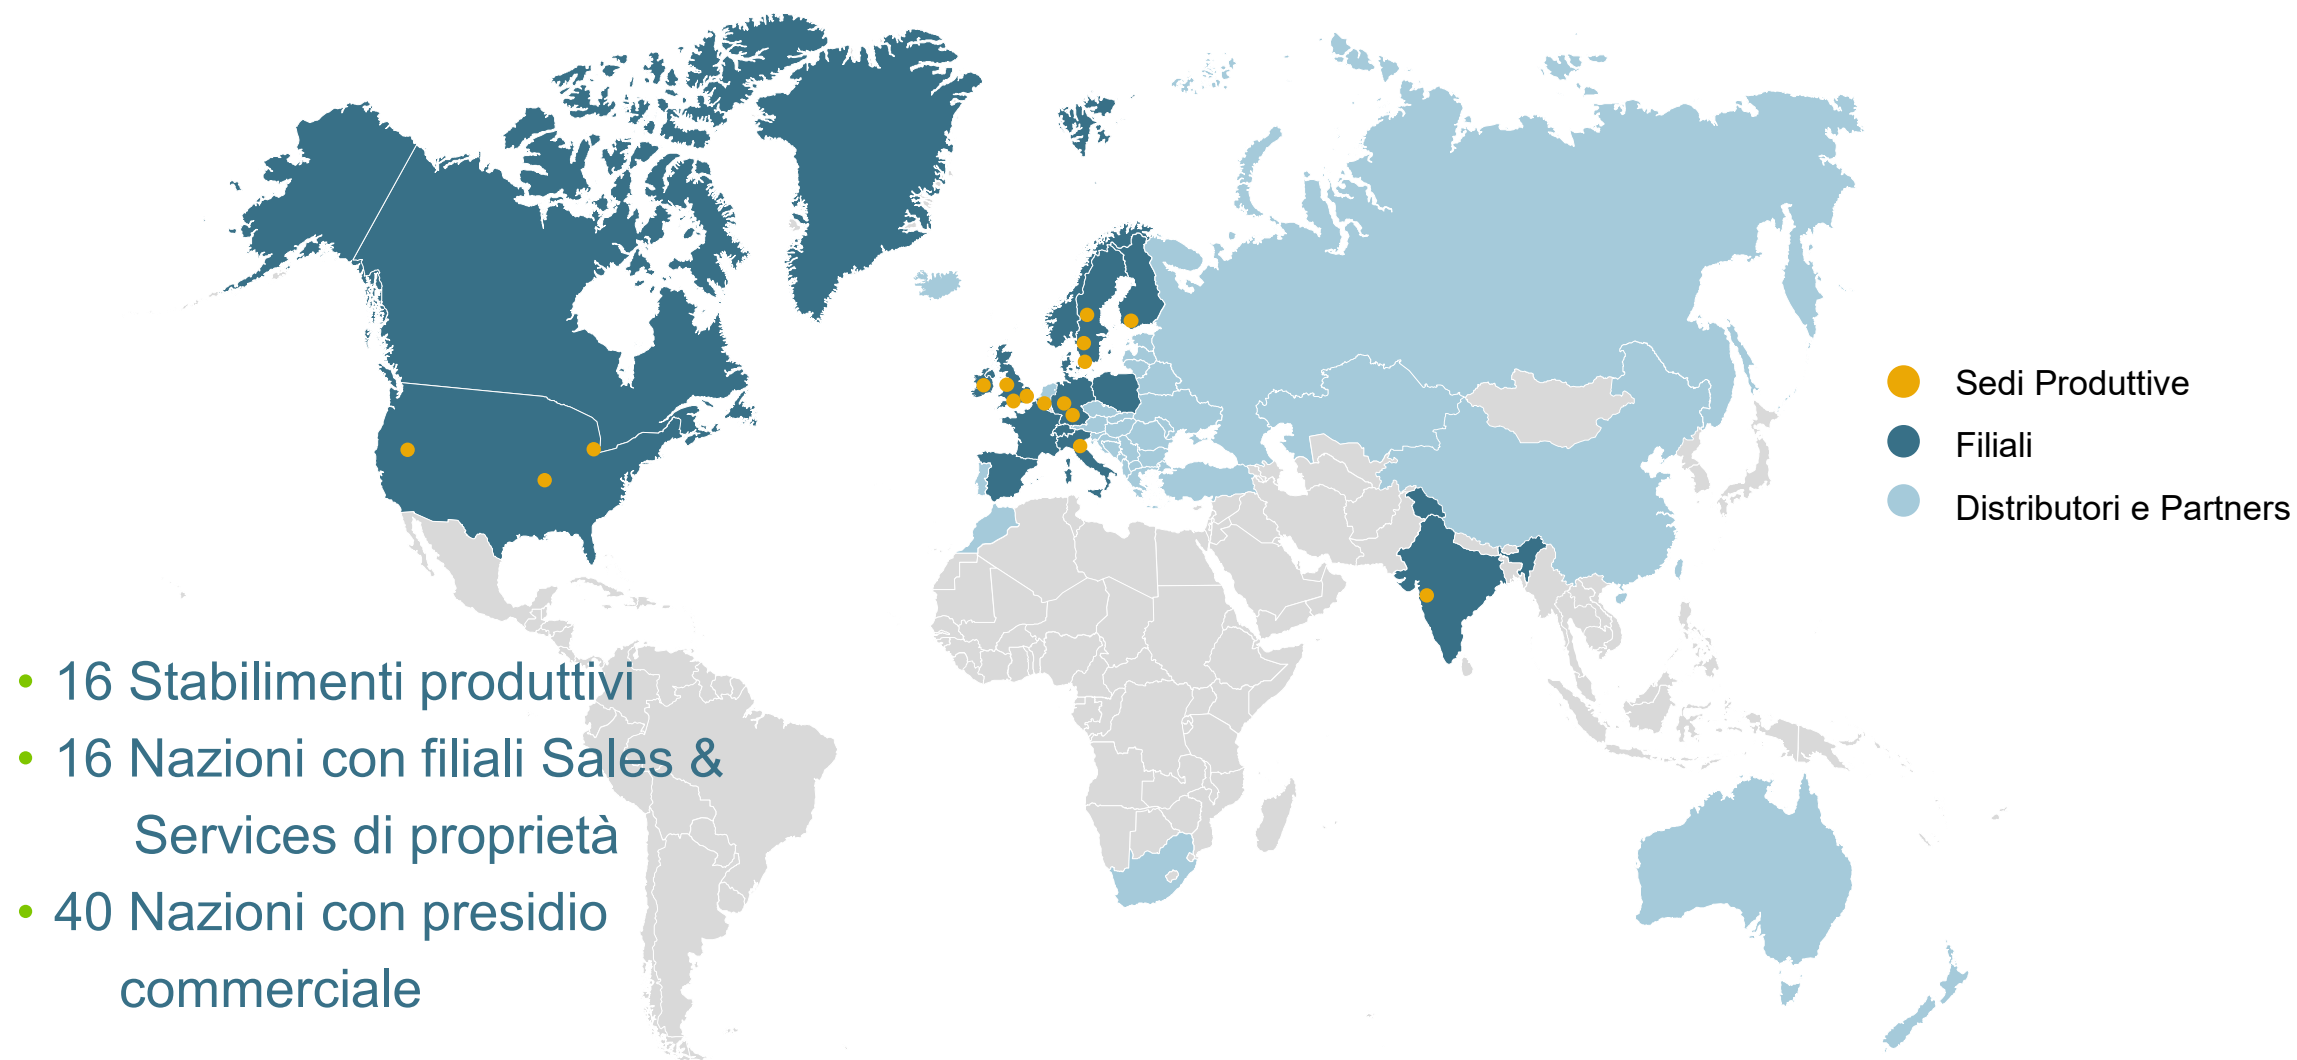 Sedi Produttive
Filiali
Distributori e Partners
• 16 Stabilimenti produttivi
• 16 Nazioni con filiali Sales &
Services di proprietà
• 40 Nazioni con presidio
commerciale